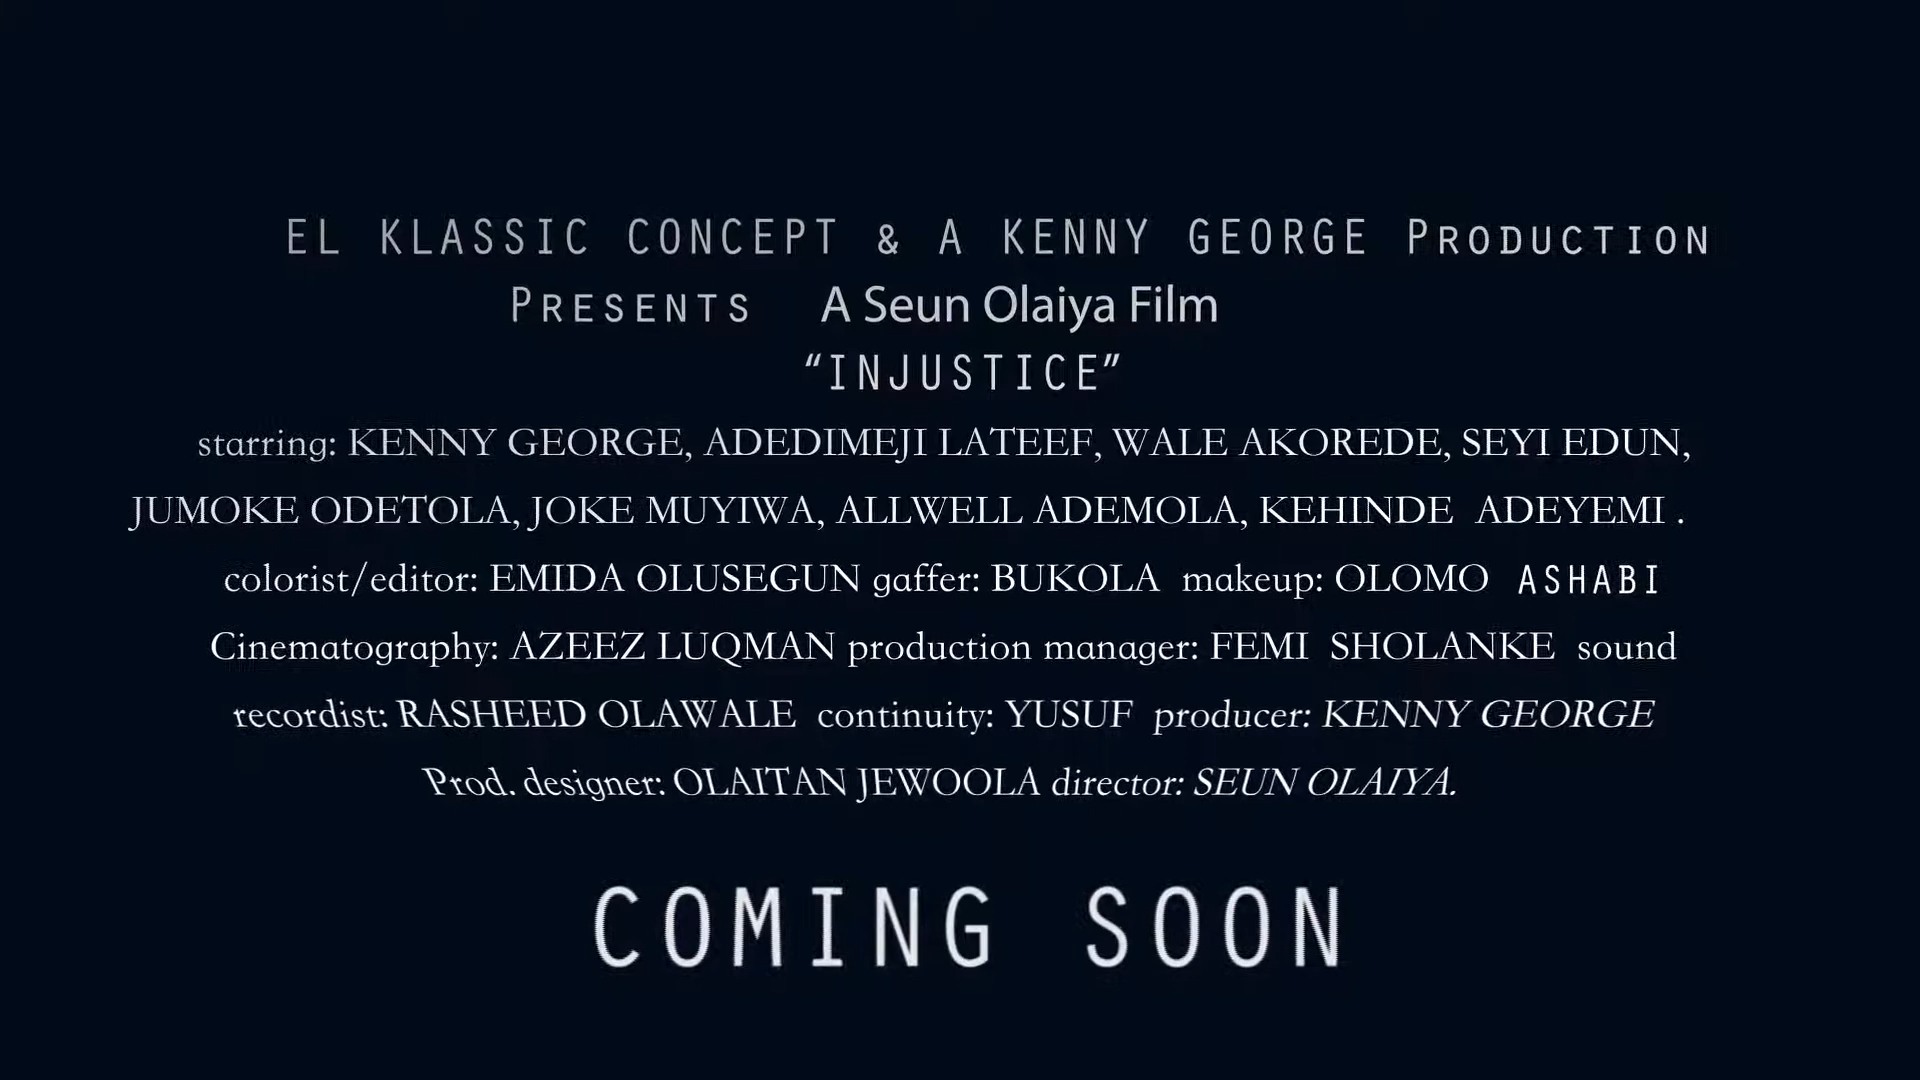 EL KLASSIC CONCEPT & A KENNY GEORGE PRODUCTION
PRESENTS A Seun Olaiya Film
“INJUSTICE”
starring: KENNY GEORGE, ADEDIMEJI LATEEF, WALE AKOREDE, SEYI EDUN,
JUMOKE ODETOLA, JOKE MUYIWA, ALLWELL ADEMOLA, KEHINDE ADEYEMI .
colorist/editor: EMIDA OLUSEGUN gaffer: BUKOLA makeup: OLOMO ASHABI
Cinematography: AZEEZ LUQMAN production manager: FEMI SHOLANKE sound
recordist: RASHEED OLAWALE continuity: YUSUF producer: KENNY GEORGE
Prod. designer: OLAITAN JEWOOLA director: SEUN OLAIYA.
COMING SOON